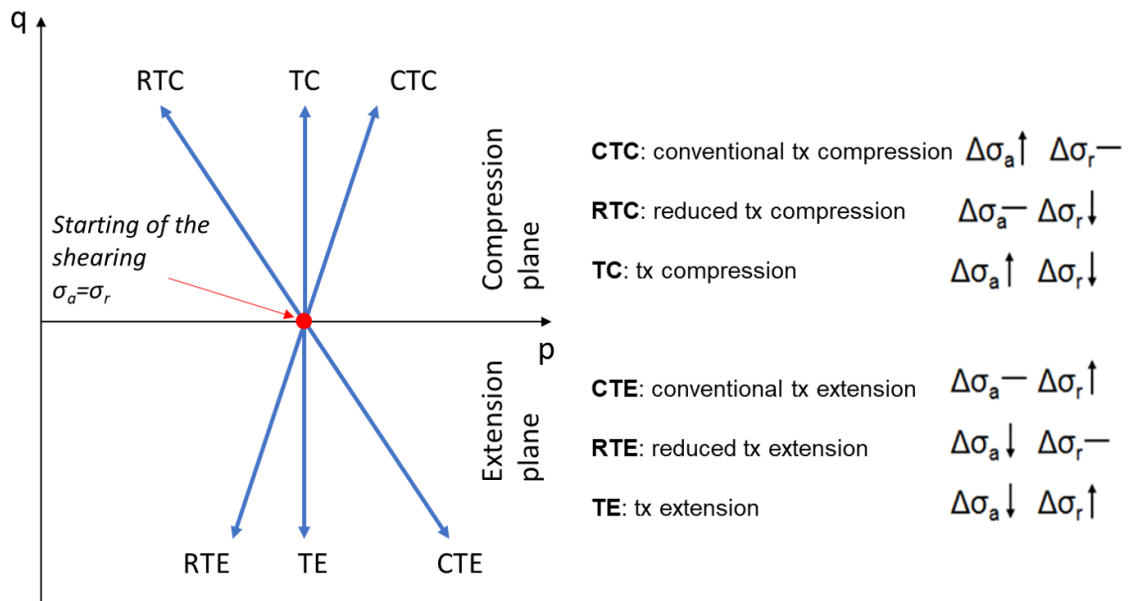 q
RTC
TC
CTC
Compression
plane
Starting of the
shearing
σₐ=σᵣ
p
Extension
plane
RTE
TE
CTE
CTC: conventional tx compression Δσₐ↑ Δσᵣ—
RTC: reduced tx compression Δσₐ— Δσᵣ↓
TC: tx compression Δσₐ↑ Δσᵣ↓
CTE: conventional tx extension Δσₐ— Δσᵣ↑
RTE: reduced tx extension Δσₐ↓ Δσᵣ—
TE: tx extension Δσₐ↓ Δσᵣ↑